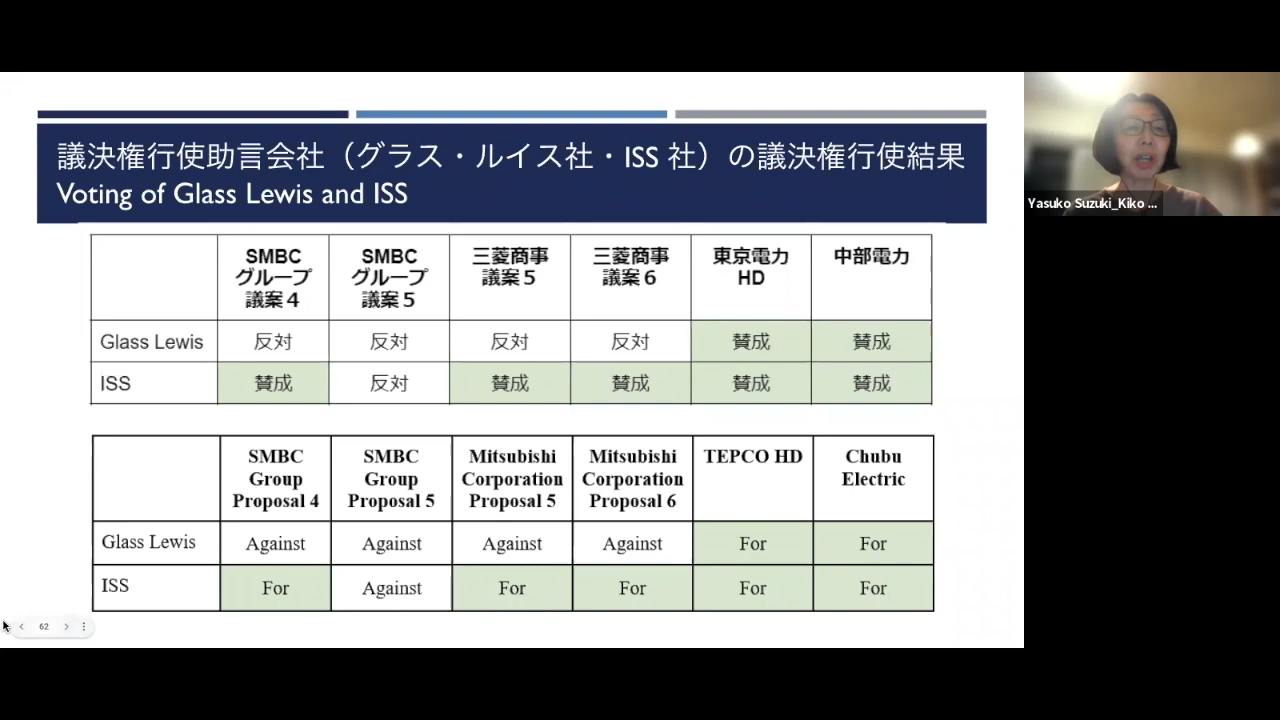 議決権行使助言会社（グラス・ルイス社・ISS 社）の議決権行使結果
Voting of Glass Lewis and ISS
SMBC グループ 議案４ SMBC グループ 議案５ 三菱商事 議案５ 三菱商事 議案６ 東京電力 HD 中部電力
Glass Lewis 反対 反対 反対 反対 賛成 賛成
ISS 賛成 反対 賛成 賛成 賛成 賛成
SMBC Group Proposal 4 SMBC Group Proposal 5 Mitsubishi Corporation Proposal 5 Mitsubishi Corporation Proposal 6 TEPCO HD Chubu Electric
Glass Lewis Against Against Against Against For For
ISS For Against For For For For
62
Yasuko Suzuki_Kiko ...